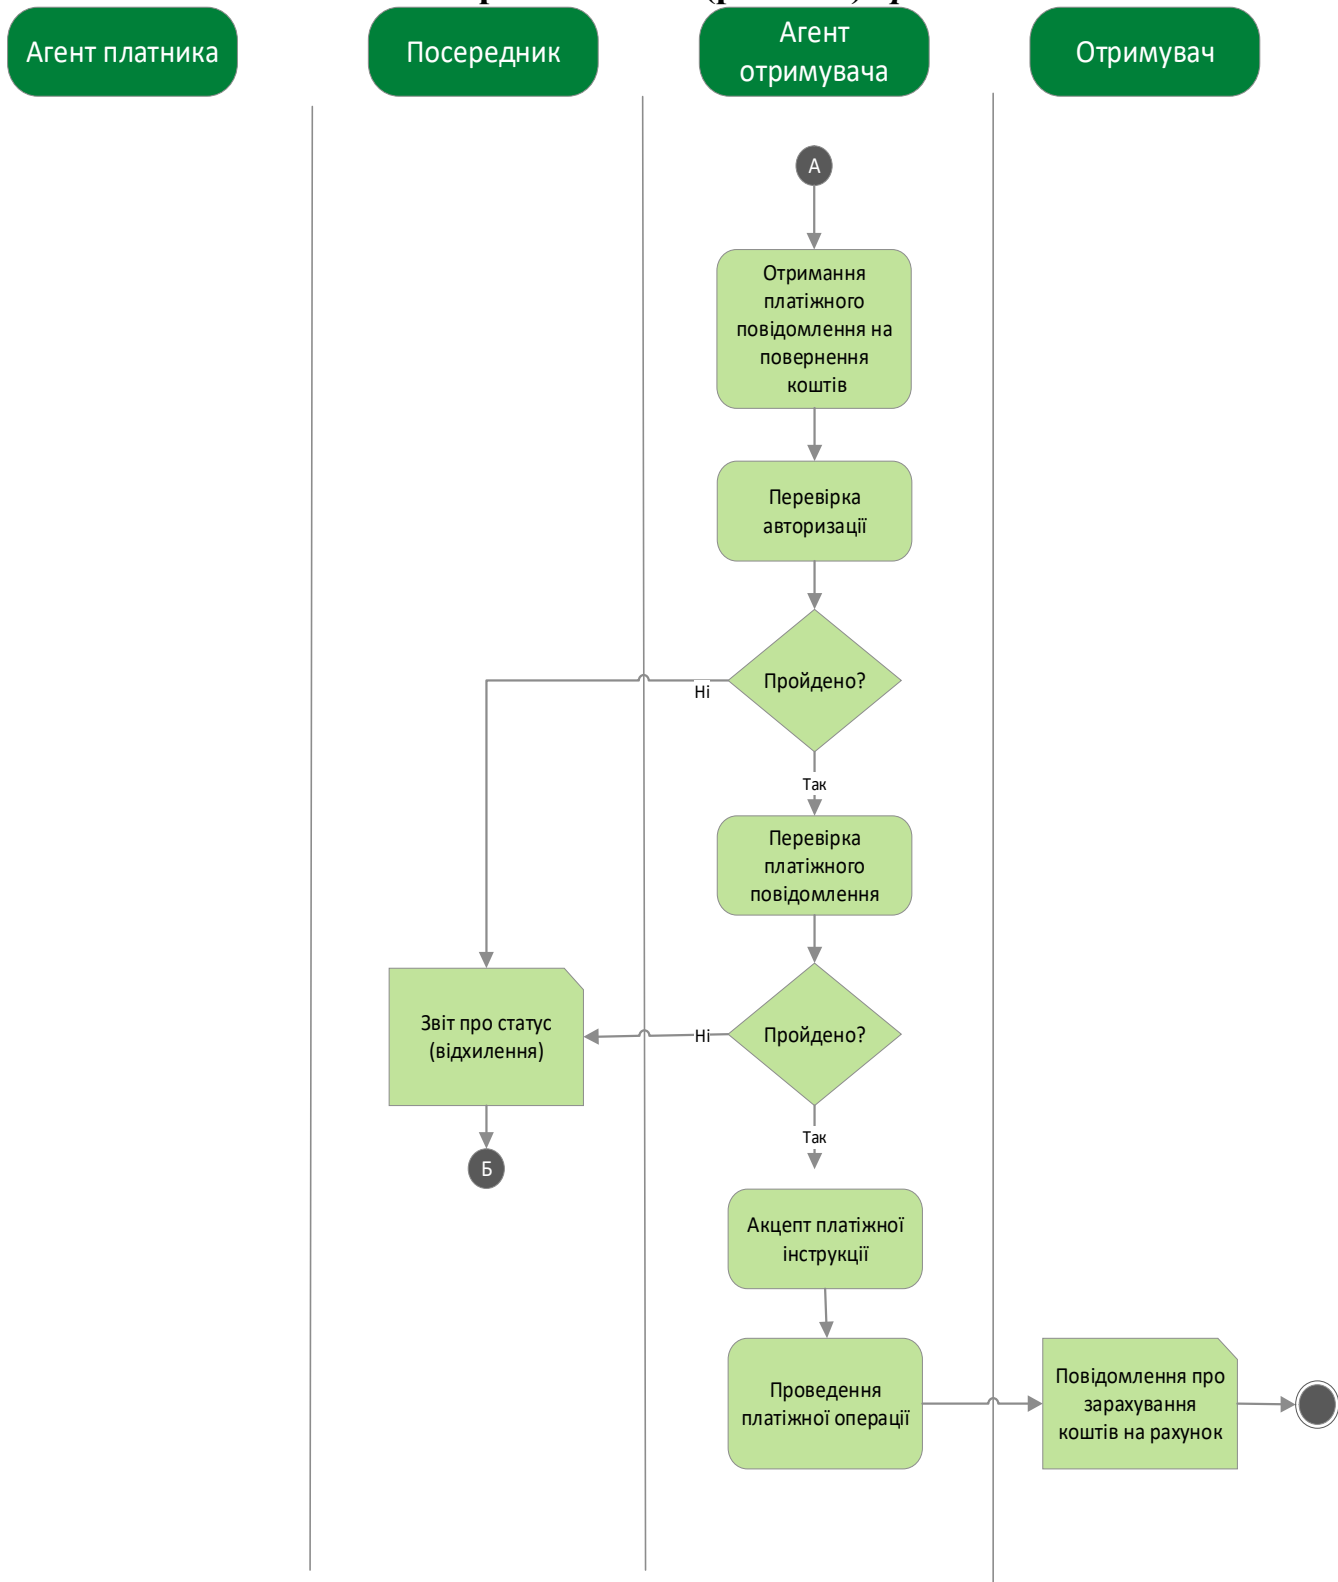 Агент платника
Посередник
Агент
отримувача
Отримувач
А
Отримання
платіжного
повідомлення на
повернення
коштів
Перевірка
авторизації
Пройдено?
Ні
Так
Перевірка
платіжного
повідомлення
Звіт про статус
(відхилення)
Ні
Пройдено?
Так
Б
Акцепт платіжної
інструкції
Проведення
платіжної операції
Повідомлення про
зарахування
коштів на рахунок